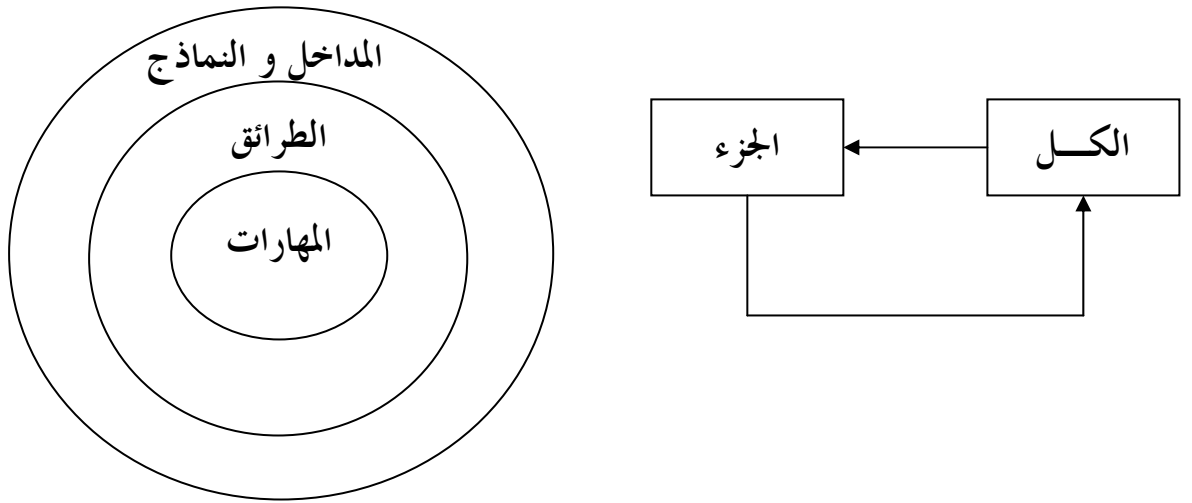 المداخل و النماذج
الطرائق
المهارات
الكـــل
الجزء